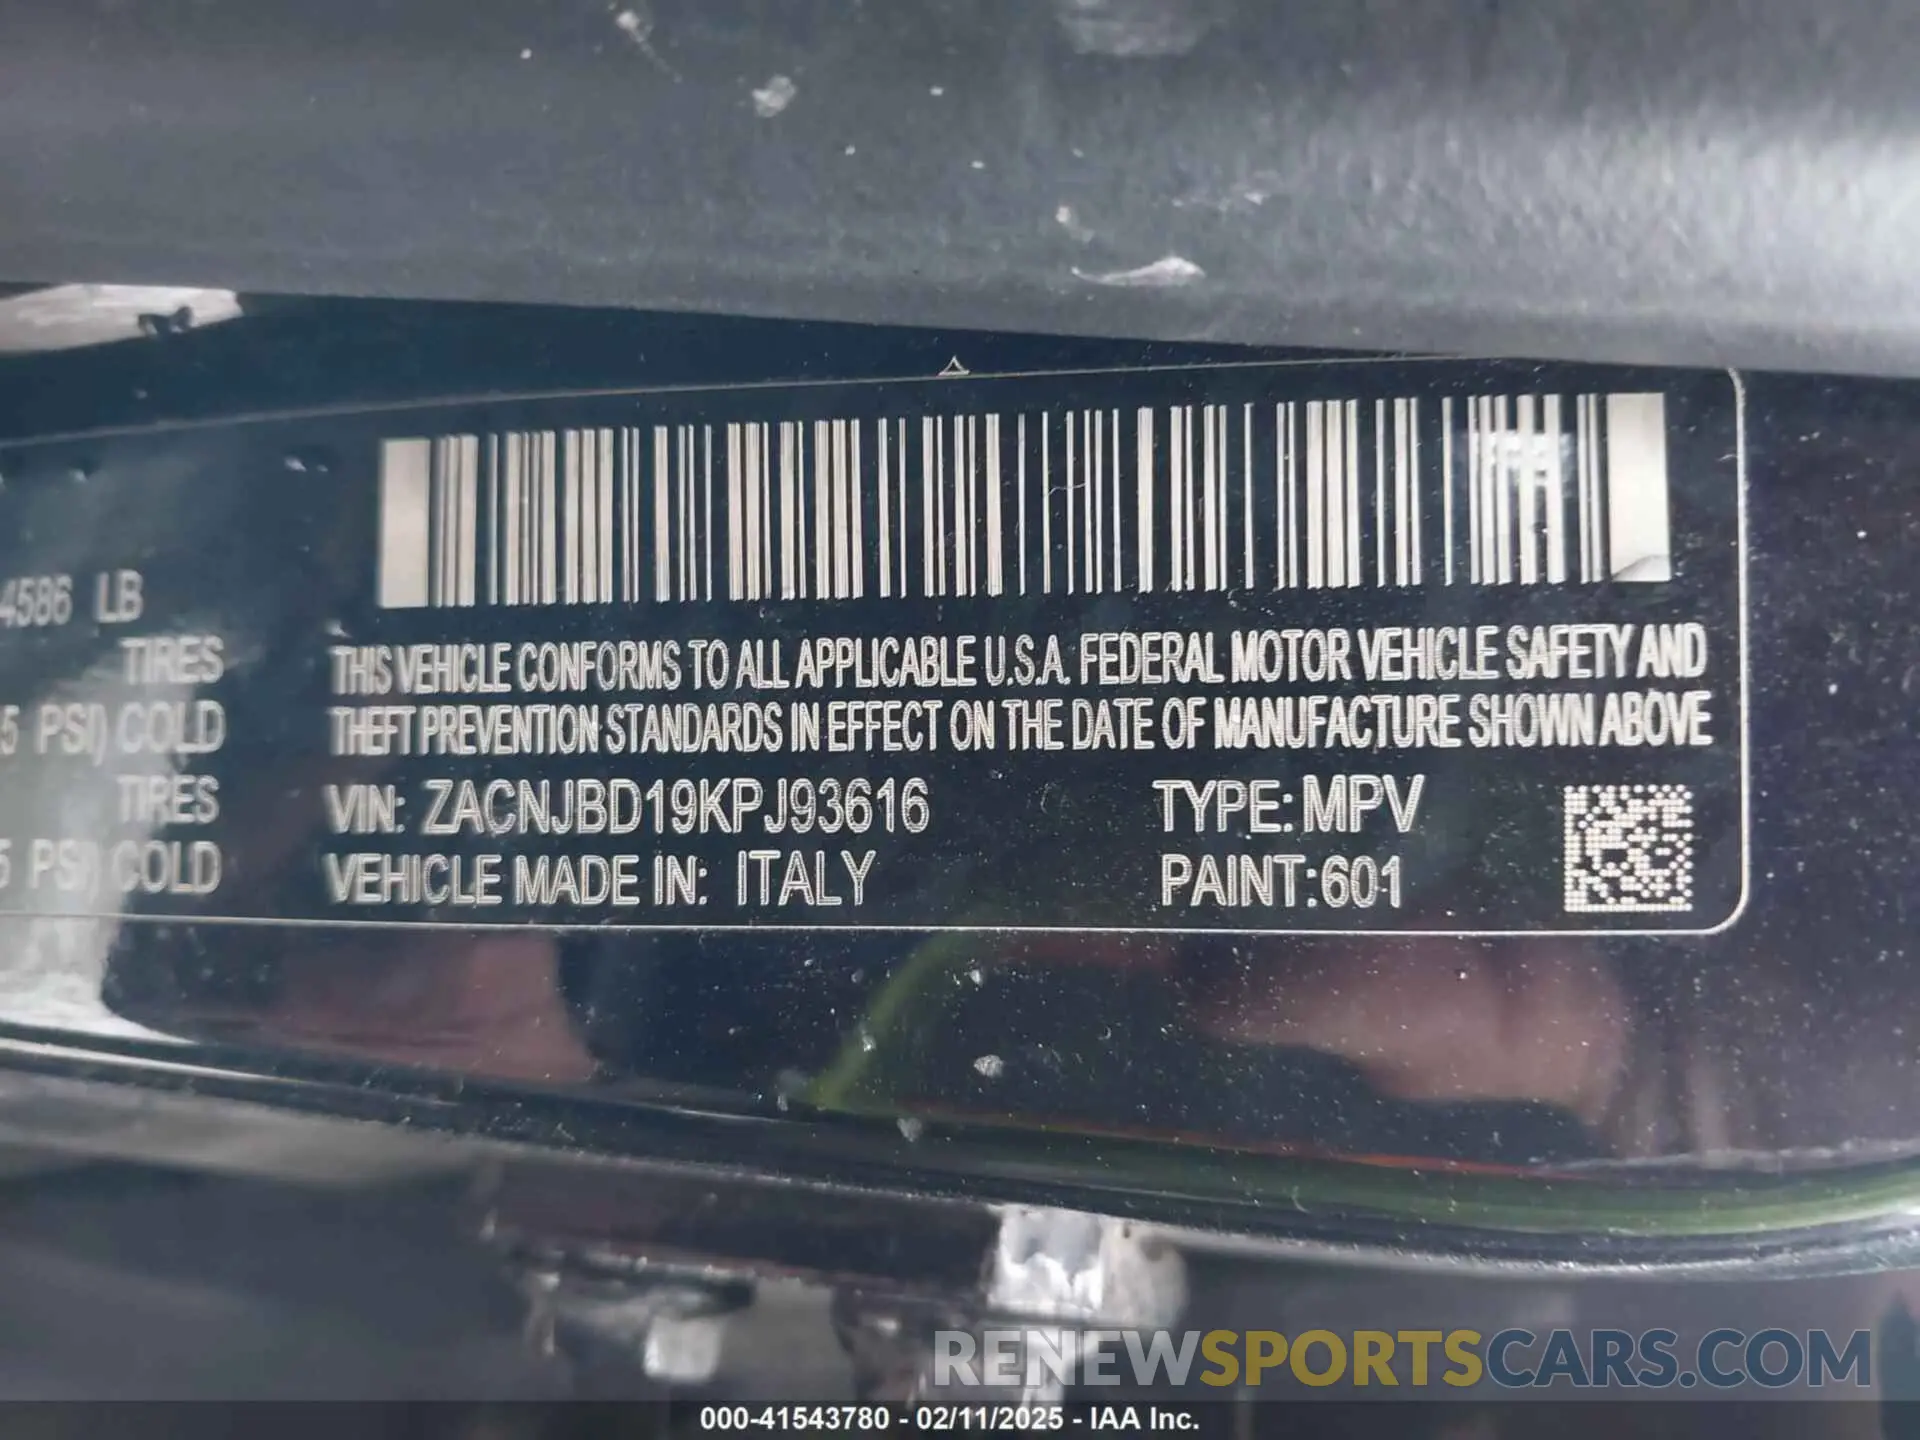 4586 LB
TIRES
5 PSI) COLD
TIRES
5 PSI) COLD
THIS VEHICLE CONFORMS TO ALL APPLICABLE U.S.A. FEDERAL MOTOR VEHICLE SAFETY AND
THEFT PREVENTION STANDARDS IN EFFECT ON THE DATE OF MANUFACTURE SHOWN ABOVE
VIN: ZACNJBD19KPJ93616 TYPE: MPV
VEHICLE MADE IN: ITALY PAINT: 601
RENEWSPORTSCARS.COM
000-41543780 - 02/11/2025 - IAA Inc.